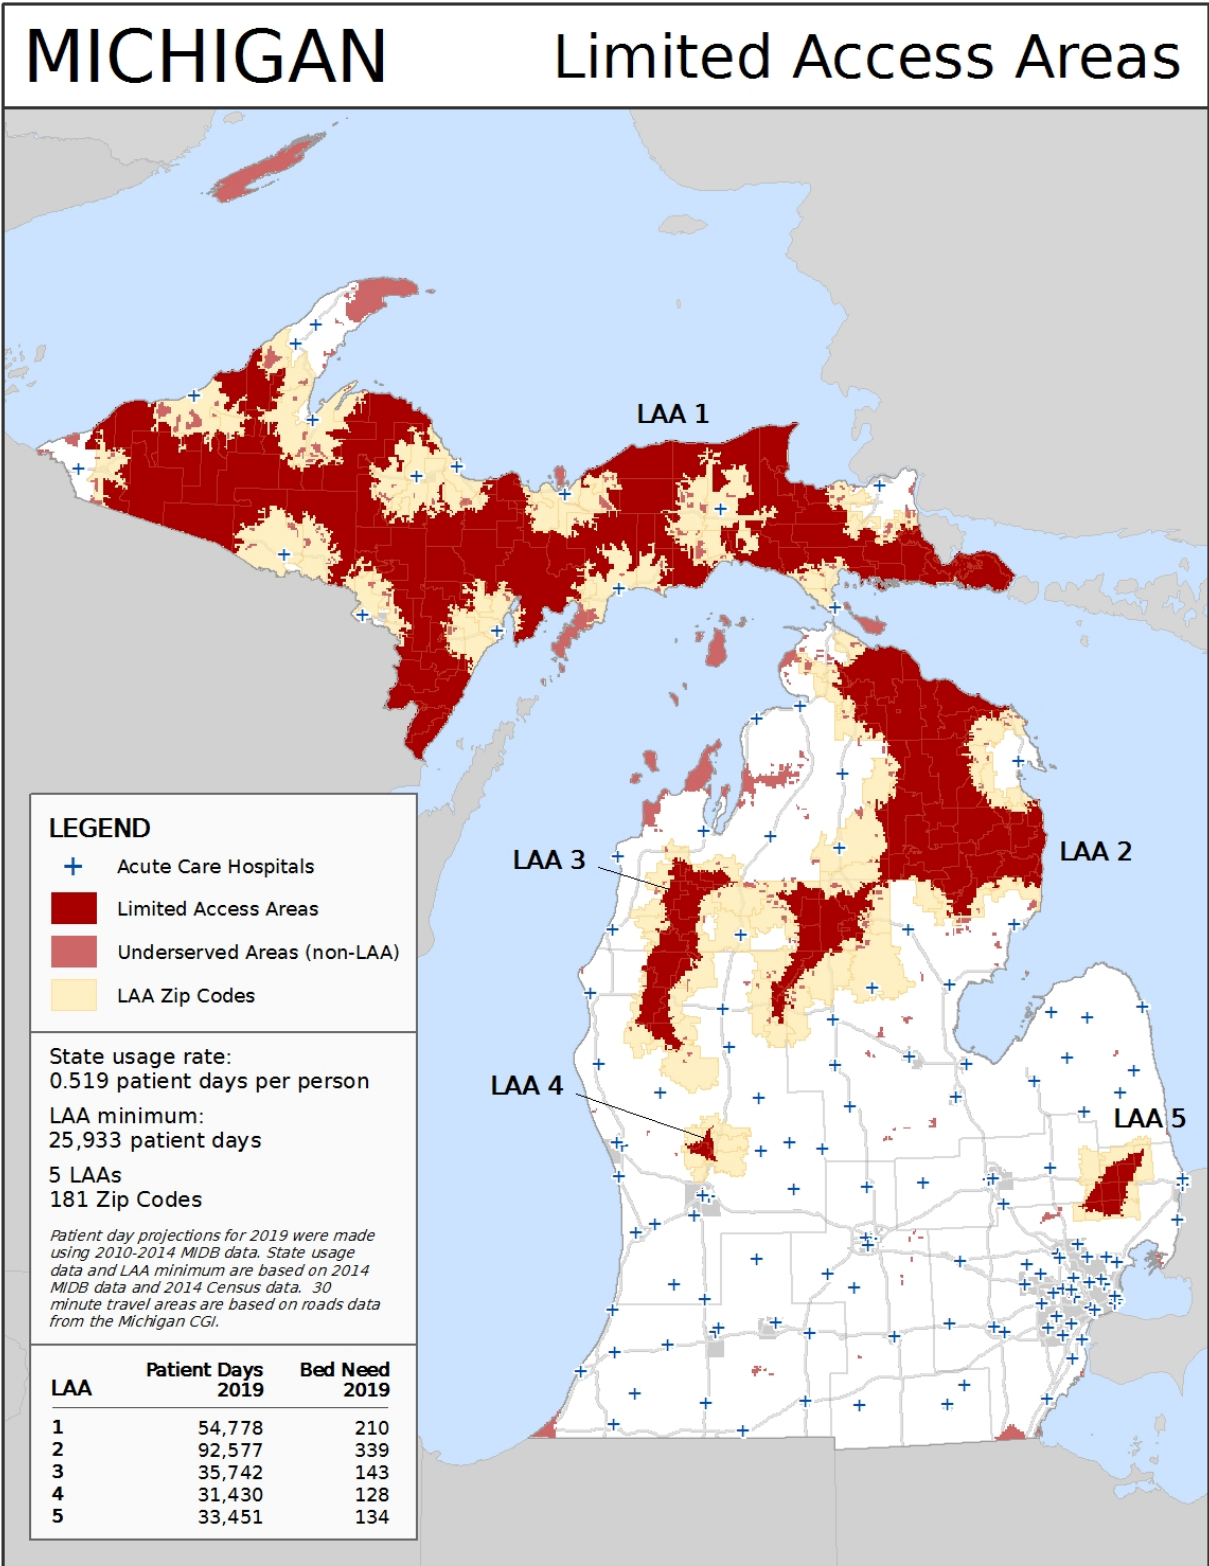 MICHIGAN Limited Access Areas
LAA 1
LAA 2
LAA 3
LAA 4
LAA 5
LEGEND
Acute Care Hospitals
Limited Access Areas
Underserved Areas (non-LAA)
LAA Zip Codes
State usage rate:
0.519 patient days per person
LAA minimum:
25,933 patient days
5 LAAs
181 Zip Codes
Patient day projections for 2019 were made
using 2010-2014 MIDB data. State usage
data and LAA minimum are based on 2014
MIDB data and 2014 Census data. 30
minute travel areas are based on roads data
from the Michigan CGI.
Patient Days Bed Need
LAA 2019 2019
1 54,778 210
2 92,577 339
3 35,742 143
4 31,430 128
5 33,451 134